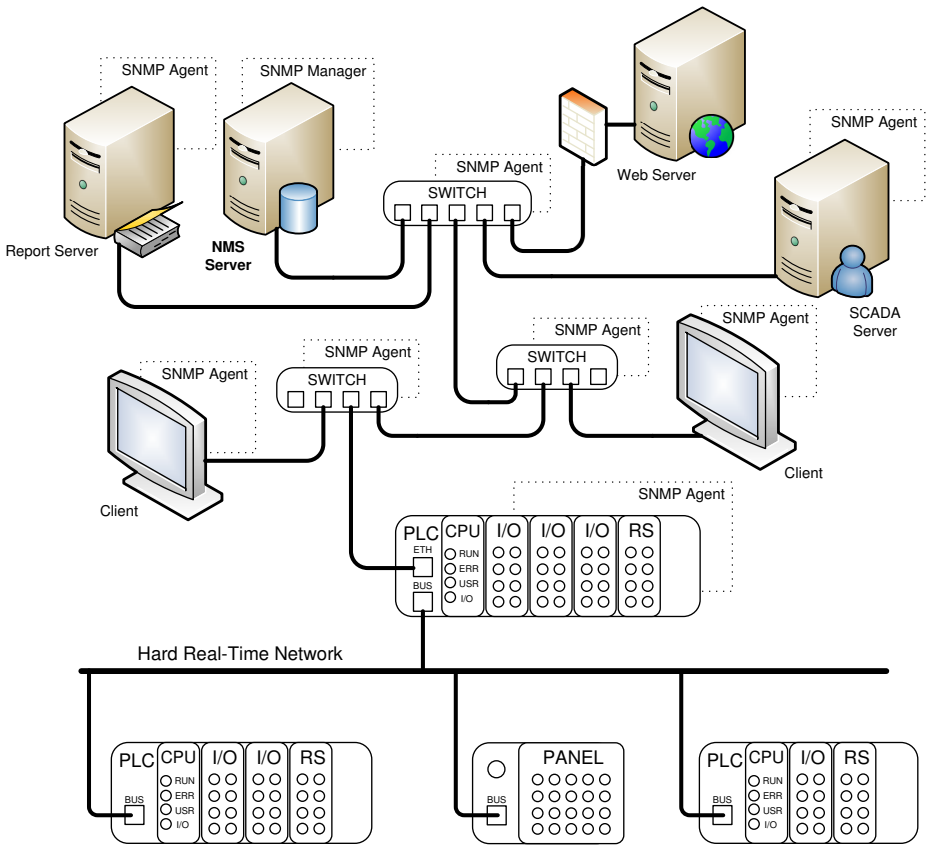 SNMP Agent
SNMP Manager
SNMP Agent
SNMP Agent
SWITCH
Web Server
Report Server
NMS
Server
SCADA
Server
SNMP Agent
SNMP Agent
SWITCH
SNMP Agent
SWITCH
SNMP Agent
Client
Client
SNMP Agent
PLC
ETH
BUS
CPU
RUN
ERR
USR
I/O
I/O
I/O
I/O
RS
Hard Real-Time Network
PLC
BUS
CPU
RUN
ERR
USR
I/O
I/O
I/O
RS
PANEL
BUS
PLC
BUS
CPU
RUN
ERR
USR
I/O
I/O
RS